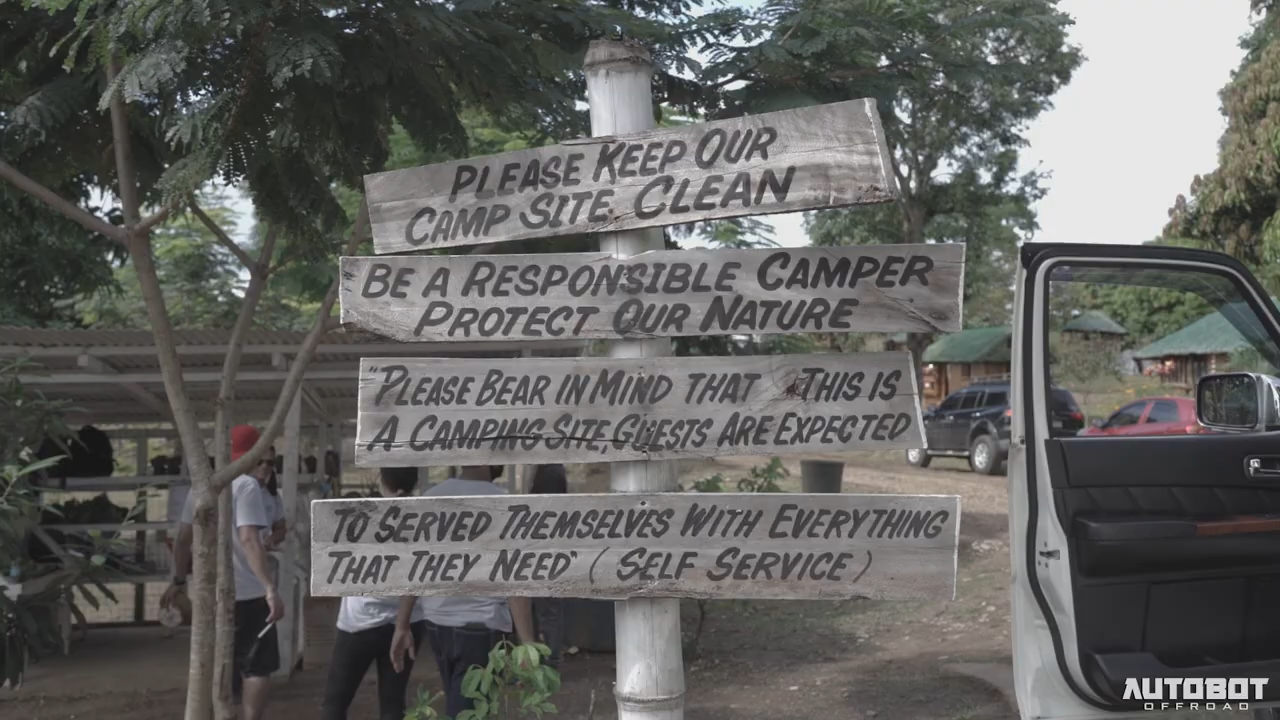 PLEASE KEEP OUR
CAMP SITE CLEAN
BE A RESPONSIBLE CAMPER
PROTECT OUR NATURE
"PLEASE BEAR IN MIND THAT THIS IS
A CAMPING SITE, GUESTS ARE EXPECTED
TO SERVED THEMSELVES WITH EVERYTHING
THAT THEY NEED" ( SELF SERVICE )
AUTOBOT
OFFROAD